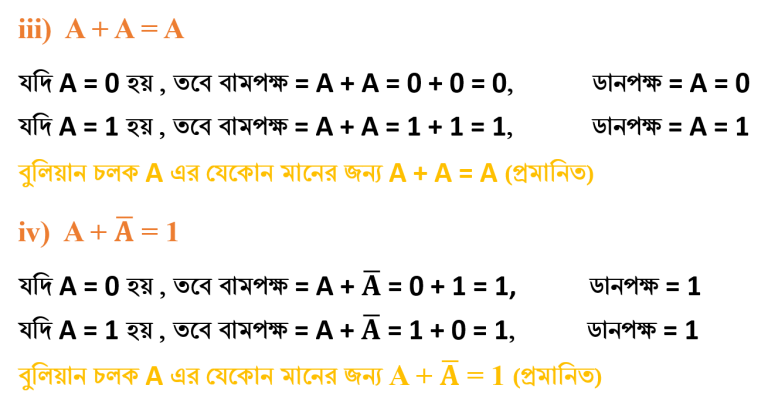 iii) A + A = A
যদি A = 0 হয় , তবে বামপক্ষ = A + A = 0 + 0 = 0, ডানপক্ষ = A = 0
যদি A = 1 হয় , তবে বামপক্ষ = A + A = 1 + 1 = 1, ডানপক্ষ = A = 1
বুলিয়ান চলক A এর যেকোন মানের জন্য A + A = A (প্রমানিত)
iv) A + A̅ = 1
যদি A = 0 হয় , তবে বামপক্ষ = A + A̅ = 0 + 1 = 1, ডানপক্ষ = 1
যদি A = 1 হয় , তবে বামপক্ষ = A + A̅ = 1 + 0 = 1, ডানপক্ষ = 1
বুলিয়ান চলক A এর যেকোন মানের জন্য A + A̅ = 1 (প্রমানিত)